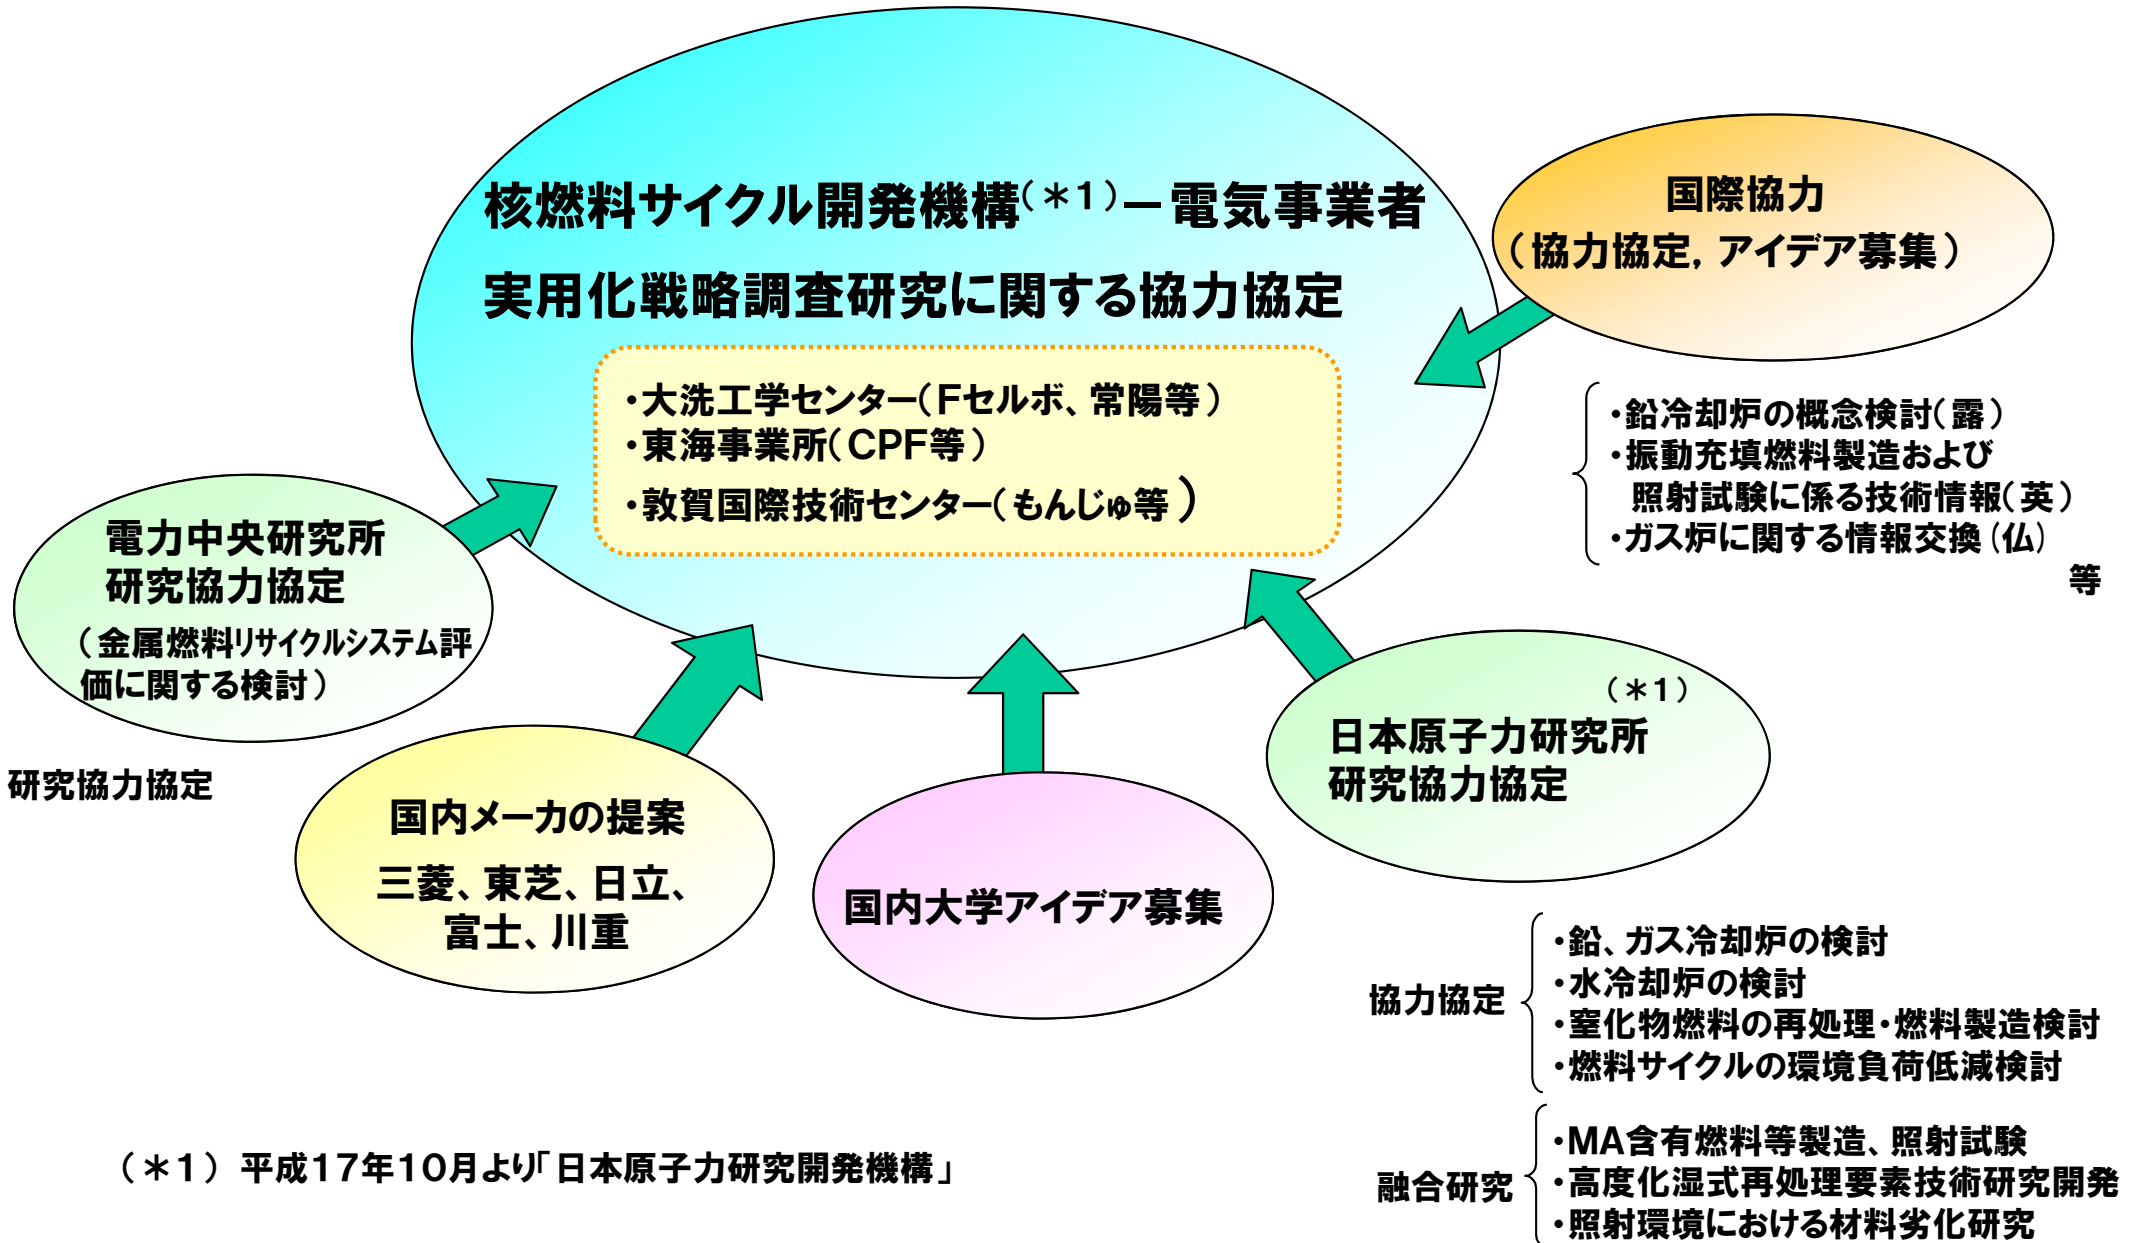 核燃料サイクル開発機構(＊1)－電気事業者
実用化戦略調査研究に関する協力協定
・大洗工学センター(Fセルボ、常陽等)
・東海事業所(CPF等)
・敦賀国際技術センター(もんじゅ等)
国際協力
(協力協定, アイデア募集)
・鉛冷却炉の概念検討(露)
・振動充填燃料製造および
照射試験に係る技術情報(英)
・ガス炉に関する情報交換(仏)
等
電力中央研究所
研究協力協定
(金属燃料リサイクルシステム評
価に関する検討)
研究協力協定
国内メーカの提案
三菱、東芝、日立、
富士、川重
国内大学アイデア募集
(＊1)
日本原子力研究所
研究協力協定
協力協定
・鉛、ガス冷却炉の検討
・水冷却炉の検討
・窒化物燃料の再処理・燃料製造検討
・燃料サイクルの環境負荷低減検討
融合研究
・MA含有燃料等製造、照射試験
・高度化湿式再処理要素技術研究開発
・照射環境における材料劣化研究
(＊1) 平成17年10月より「日本原子力研究開発機構」